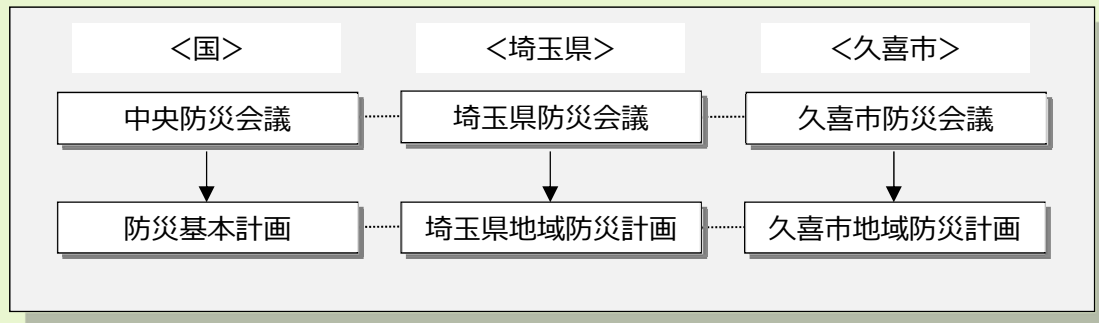 ＜国＞
＜埼玉県＞
＜久喜市＞
中央防災会議
埼玉県防災会議
久喜市防災会議
防災基本計画
埼玉県地域防災計画
久喜市地域防災計画